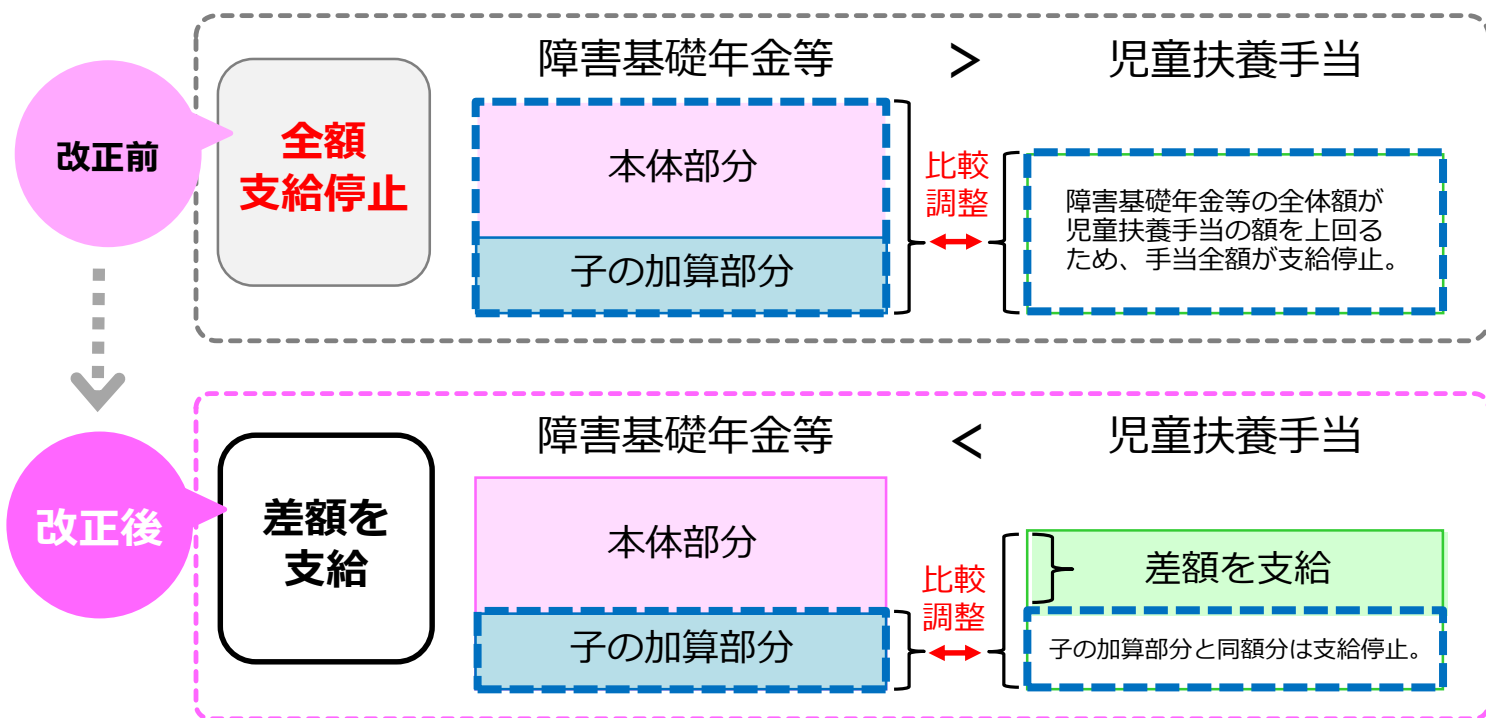 改正前
全額
支給停止
障害基礎年金等 > 児童扶養手当
本体部分
子の加算部分
比較
調整
障害基礎年金等の全体額が
児童扶養手当の額を上回る
ため、手当全額が支給停止。
改正後
差額を
支給
障害基礎年金等 < 児童扶養手当
本体部分
子の加算部分
比較
調整
差額を支給
子の加算部分と同額分は支給停止。